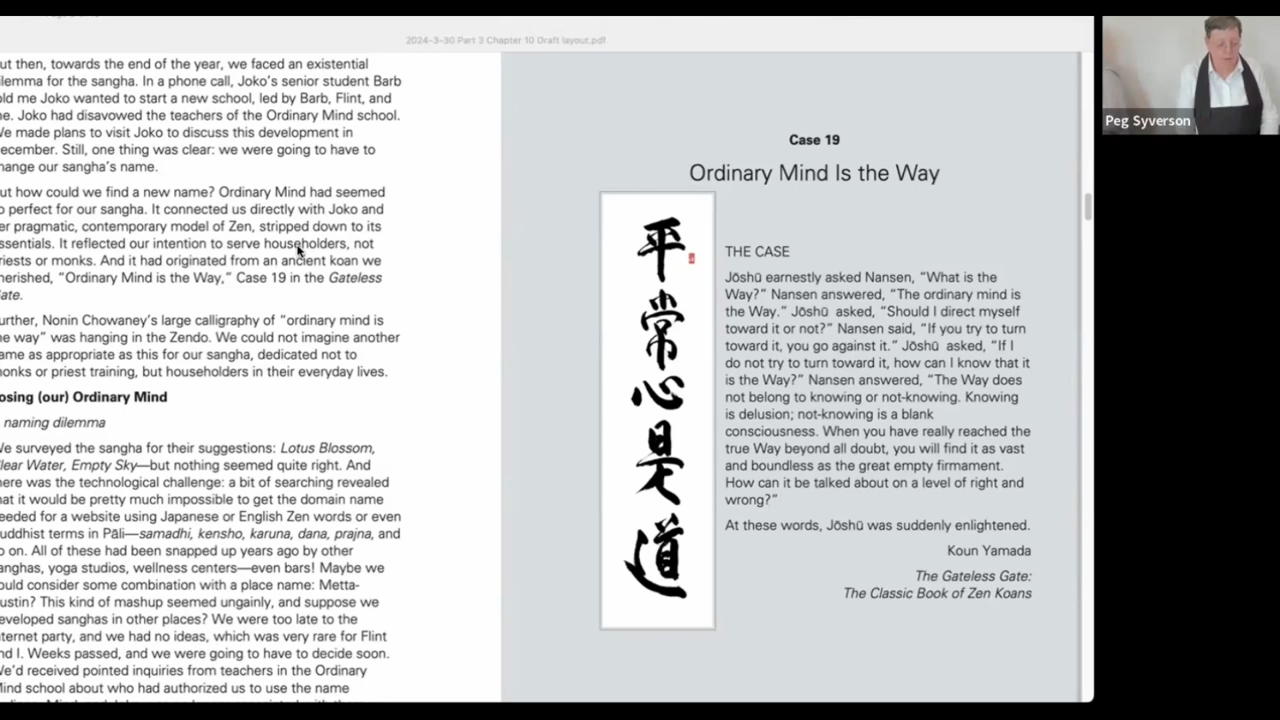 2024-3-30 Part 3 Chapter 10 Draft layout.pdf
ut then, towards the end of the year, we faced an existential
ilemma for the sangha. In a phone call, Joko's senior student Barb
old me Joko wanted to start a new school, led by Barb, Flint, and
me. Joko had disavowed the teachers of the Ordinary Mind school.
We made plans to visit Joko to discuss this development in
ecember. Still, one thing was clear: we were going to have to
hange our sangha's name.
ut how could we find a new name? Ordinary Mind had seemed
o perfect for our sangha. It connected us directly with Joko and
er pragmatic, contemporary model of Zen, stripped down to its
ssentials. It reflected our intention to serve householders, not
riests or monks. And it had originated from an ancient koan we
herished, "Ordinary Mind is the Way," Case 19 in the Gateless
ate.
urther, Nonin Chowaney's large calligraphy of "ordinary mind is
he way" was hanging in the Zendo. We could not imagine another
ame as appropriate as this for our sangha, dedicated not to
monks or priest training, but householders in their everyday lives.
osing (our) Ordinary Mind
naming dilemma
We surveyed the sangha for their suggestions: Lotus Blossom,
lear Water, Empty Sky—but nothing seemed quite right. And
here was the technological challenge: a bit of searching revealed
hat it would be pretty much impossible to get the domain name
eeded for a website using Japanese or English Zen words or even
uddhist terms in Pāli—samadhi, kensho, karuna, dana, prajna, and
o on. All of these had been snapped up years ago by other
anghas, yoga studios, wellness centers—even bars! Maybe we
ould consider some combination with a place name: Metta-
ustin? This kind of mashup seemed ungainly, and suppose we
eveloped sanghas in other places? We were too late to the
nternet party, and we had no ideas, which was very rare for Flint
nd I. Weeks passed, and we were going to have to decide soon.
We'd received pointed inquiries from teachers in the Ordinary
Mind school about who had authorized us to use the name
Case 19
Ordinary Mind Is the Way
平常心是道
THE CASE
Jōshū earnestly asked Nansen, "What is the
Way?" Nansen answered, "The ordinary mind is
the Way." Jōshū asked, "Should I direct myself
toward it or not?" Nansen said, "If you try to turn
toward it, you go against it." Jōshū asked, "If I
do not try to turn toward it, how can I know that it
is the Way?" Nansen answered, "The Way does
not belong to knowing or not-knowing. Knowing
is delusion; not-knowing is a blank
consciousness. When you have really reached the
true Way beyond all doubt, you will find it as vast
and boundless as the great empty firmament.
How can it be talked about on a level of right and
wrong?"
At these words, Jōshū was suddenly enlightened.
Koun Yamada
The Gateless Gate:
The Classic Book of Zen Koans
Peg Syverson